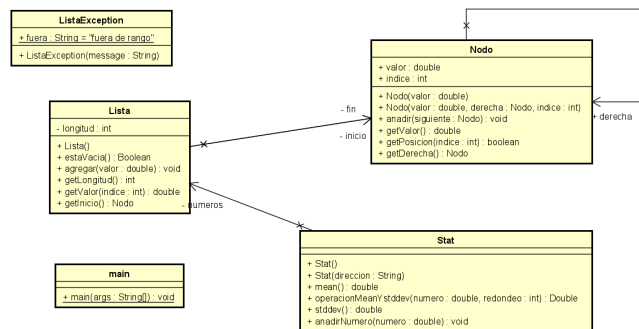 ListaException
+ fuera : String = "fuera de rango"
+ ListaException(message : String)
Nodo
+ valor : double
+ indice : int
+ Nodo(valor : double)
+ Nodo(valor : double, derecha : Nodo, indice : int)
+ anadir(siguiente : Nodo) : void
+ getValor() : double
+ getPosicion(indice : int) : boolean
+ getDerecha() : Nodo
+ derecha
- fin
- inicio
Lista
- longitud : int
+ Lista()
+ estaVacia() : Boolean
+ agregar(valor : double) : void
+ getLongitud() : int
+ getValor(indice : int) : double
+ getInicio() : Nodo
- numeros
main
+ main(args : String[]) : void
Stat
+ Stat()
+ Stat(direccion : String)
+ mean() : double
+ operacionMeanYstddev(numero : double, redondeo : int) : Double
+ stddev() : double
+ anadirNumero(numero : double) : void